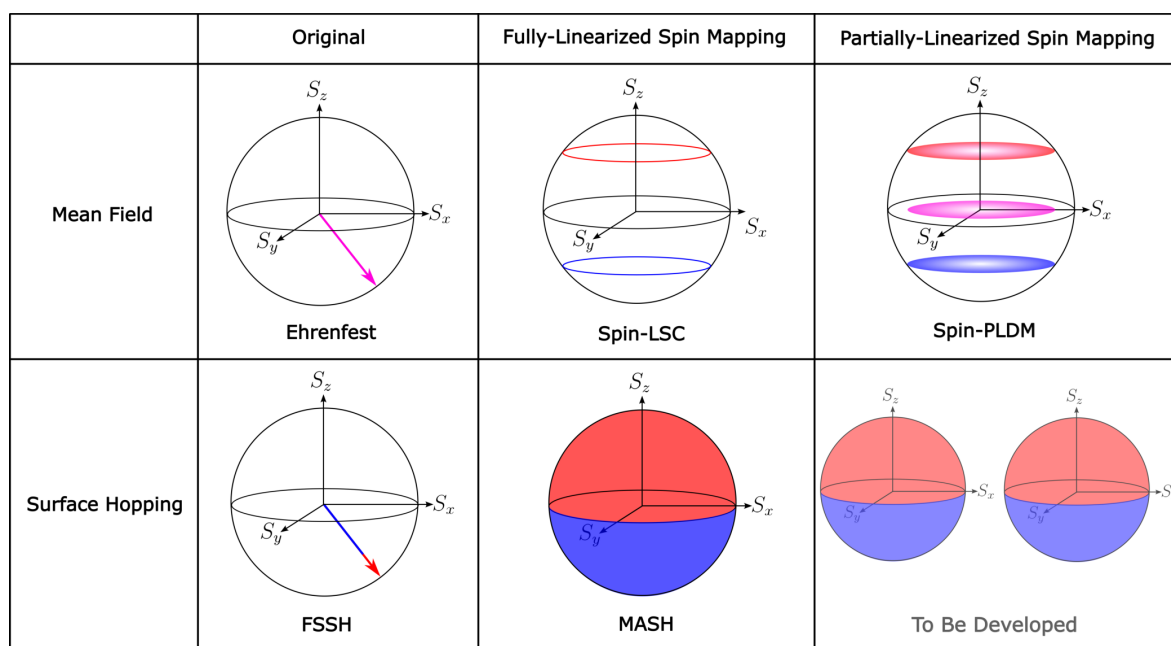 Original
Fully-Linearized Spin Mapping
Partially-Linearized Spin Mapping
Mean Field
S_z
S_x
S_y
Ehrenfest
S_z
S_x
S_y
Spin-LSC
S_z
S_x
S_y
Spin-PLDM
Surface Hopping
S_z
S_x
S_y
FSSH
S_z
S_x
S_y
MASH
S_z
S_x
S_y
S_z
S
S_y
To Be Developed